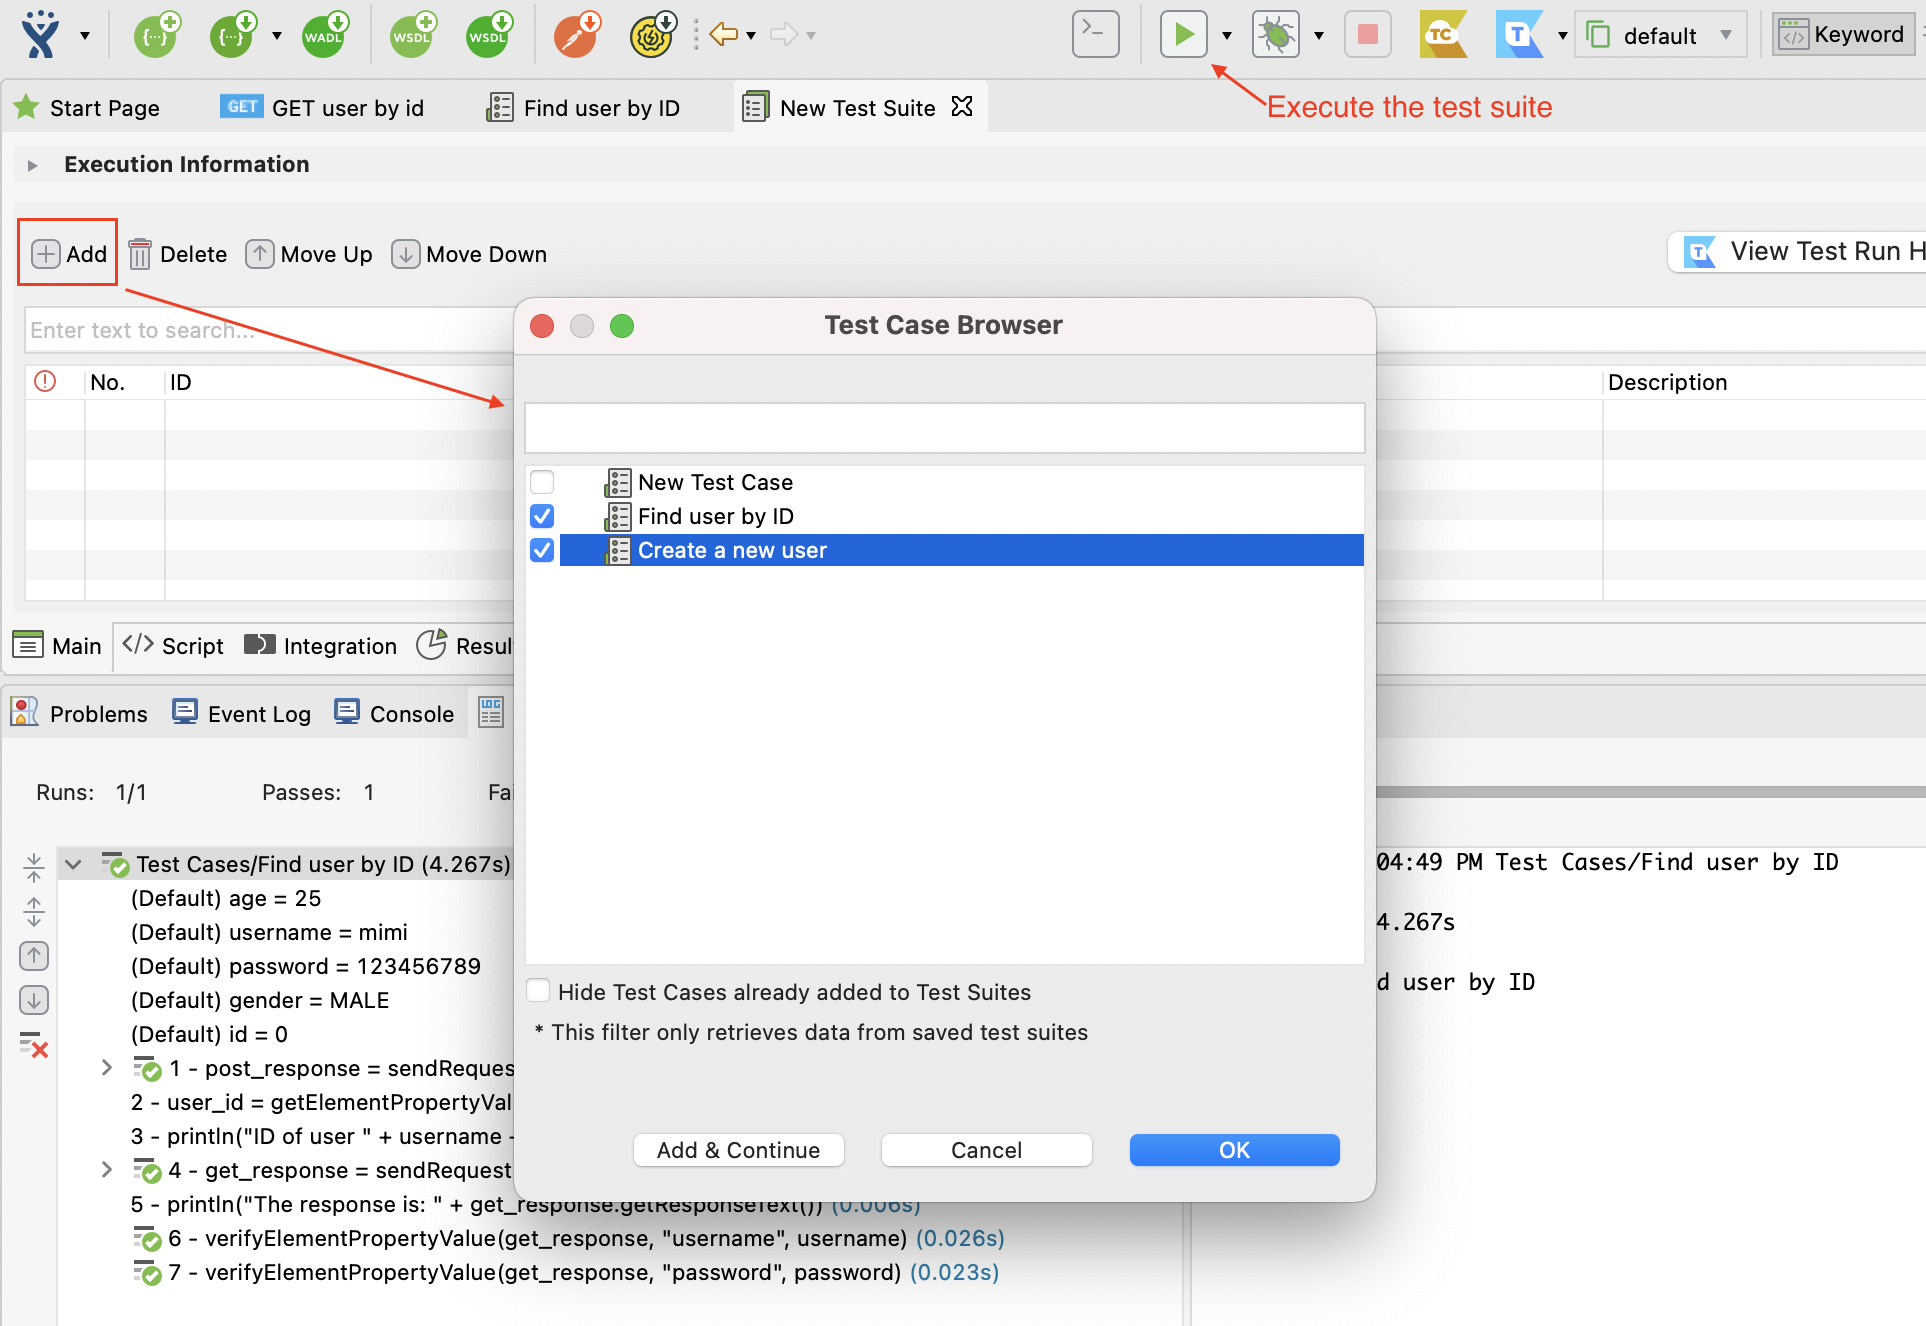 WADL
WSDL
WSDL
TC
T
default
Keyword
Execute the test suite
Start Page
GET GET user by id
Find user by ID
New Test Suite
Execution Information
Add
Delete
Move Up
Move Down
View Test Run H
Enter text to search...
No.
ID
Description
Test Case Browser
New Test Case
Find user by ID
Create a new user
Hide Test Cases already added to Test Suites
* This filter only retrieves data from saved test suites
Add & Continue
Cancel
OK
Main
Script
Integration
Resul
Problems
Event Log
Console
LOG
Runs: 1/1
Passes: 1
Fai
Test Cases/Find user by ID (4.267s)
(Default) age = 25
(Default) username = mimi
(Default) password = 123456789
(Default) gender = MALE
(Default) id = 0
1 - post_response = sendReques
2 - user_id = getElementPropertyVal
3 - println("ID of user " + username -
4 - get_response = sendRequest
5 - println("The response is: " + get_response.getResponseText()) (0.006s)
6 - verifyElementPropertyValue(get_response, "username", username) (0.026s)
7 - verifyElementPropertyValue(get_response, "password", password) (0.023s)
04:49 PM Test Cases/Find user by ID
4.267s
d user by ID